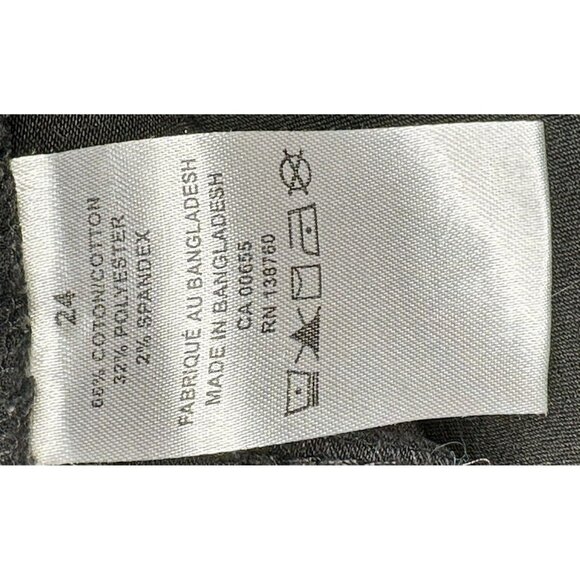 24
66% COTON/COTTON
32% POLYESTER
2% SPANDEX
FABRIQUÉ AU BANGLADESH
MADE IN BANGLADESH
CA 00655
RN 138760